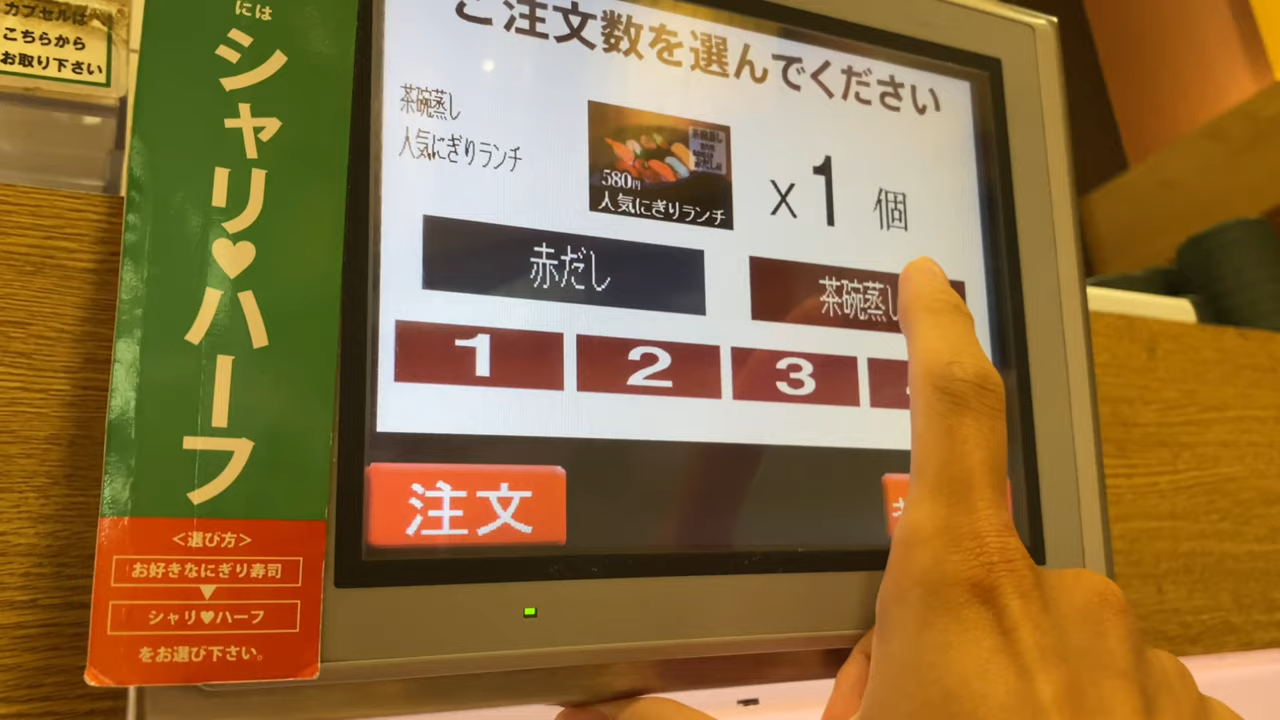 カプセルは
こちらから
お取り下さい
には
シャリ♥ハーフ
<選び方>
お好きなにぎり寿司
▼
シャリ♥ハーフ
をお選び下さい。
ご注文数を選んでください
茶碗蒸し
人気にぎりランチ
茶碗蒸し
580円
人気にぎりランチ
x 1 個
赤だし
茶碗蒸し
1
2
3
注文